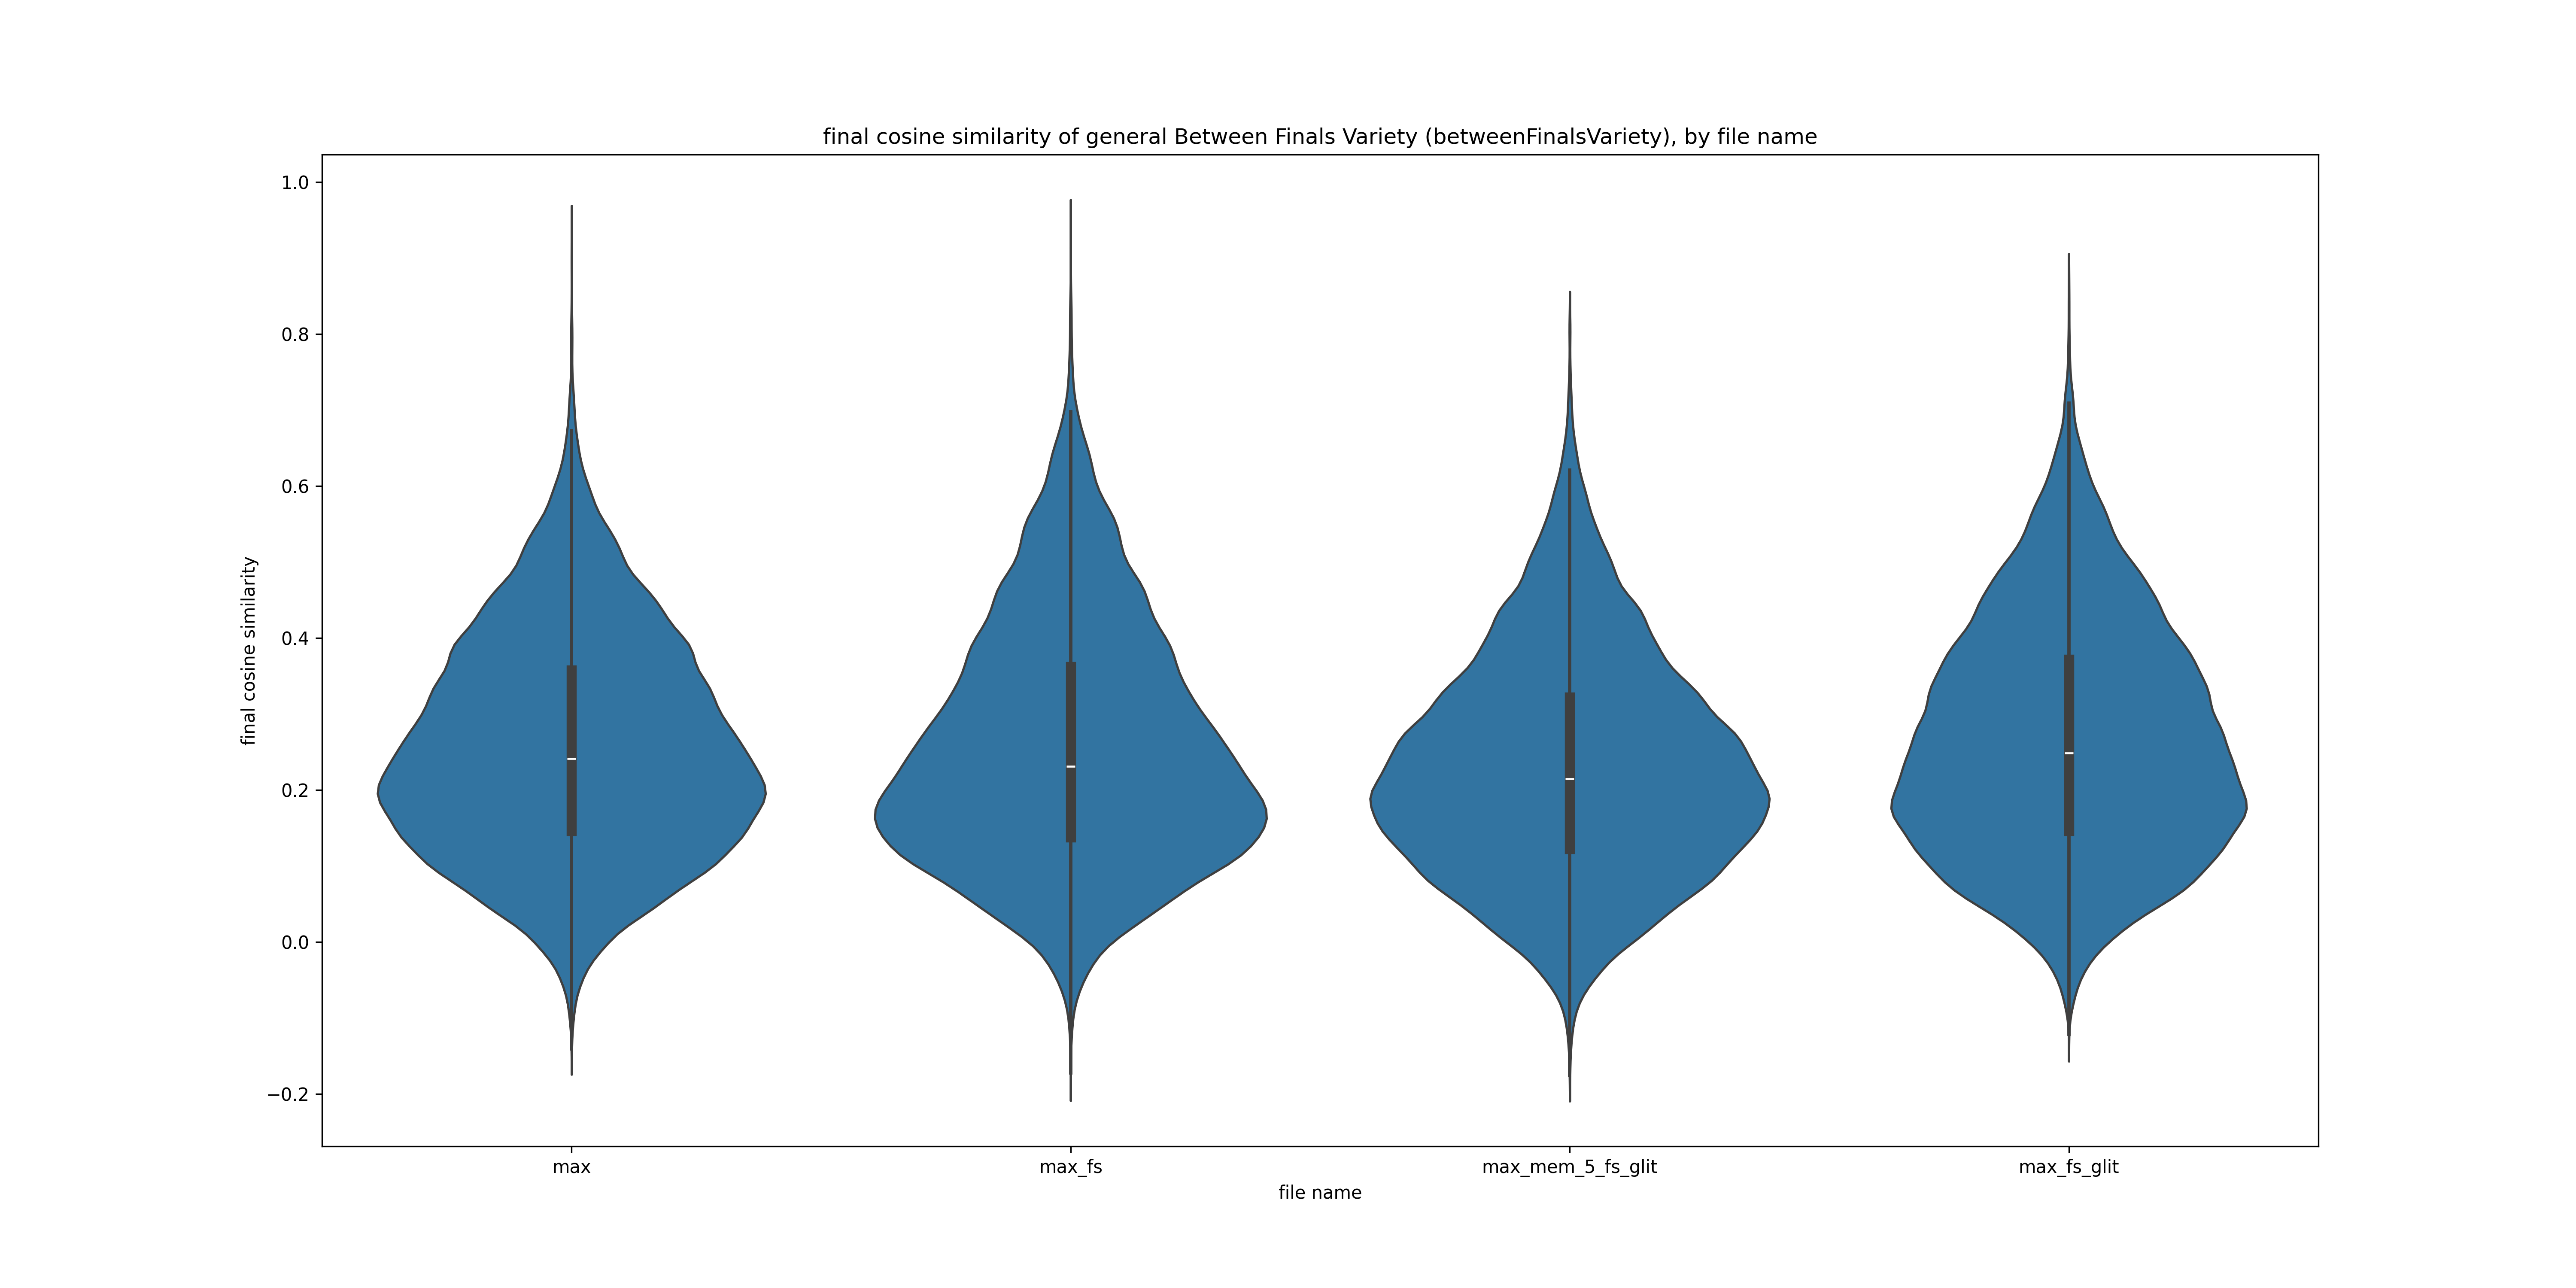 final cosine similarity of general Between Finals Variety (betweenFinalsVariety), by file name
1.0
0.8
0.6
0.4
0.2
0.0
−0.2
final cosine similarity
max
max_fs
max_mem_5_fs_glit
max_fs_glit
file name